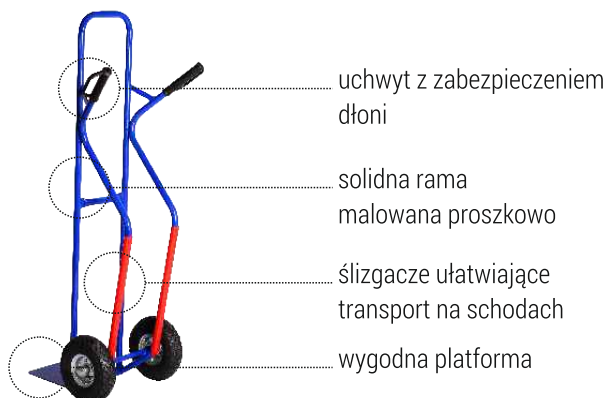 uchwyt z zabezpieczeniem
dłoni
solidna rama
malowana proszkowo
ślizgacze ułatwiające
transport na schodach
wygodna platforma